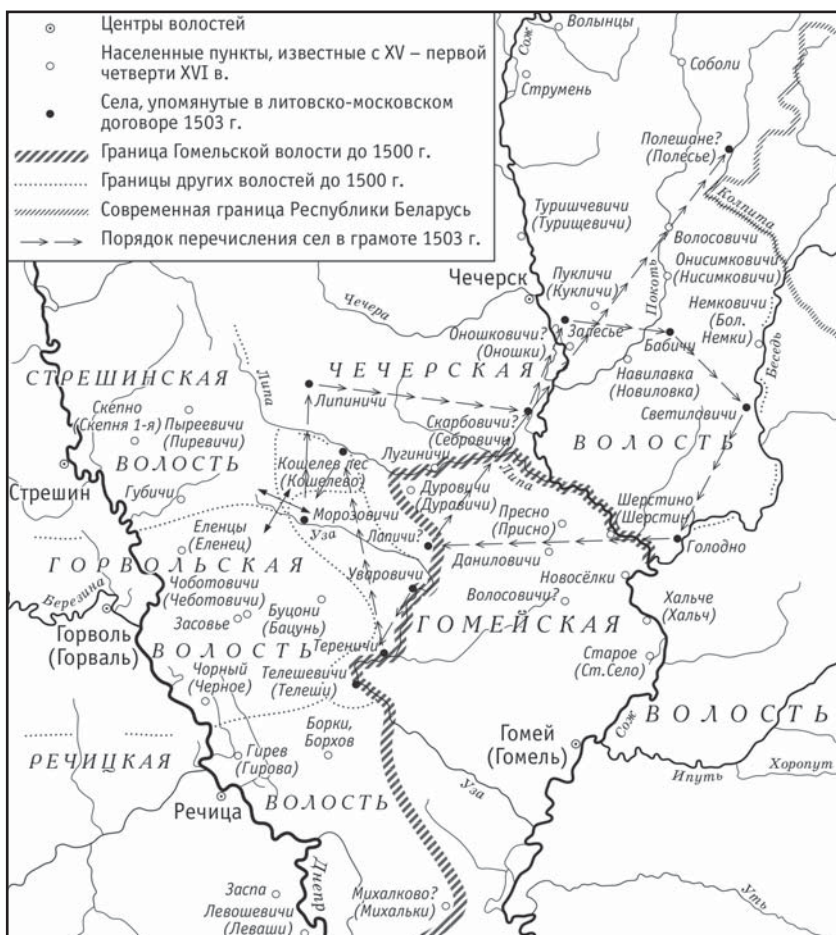 Центры волостей
Населенные пункты, известные с XV – первой
четверти XVI в.
Села, упомянутые в литовско-московском
договоре 1503 г.
Граница Гомельской волости до 1500 г.
Границы других волостей до 1500 г.
Современная граница Республики Беларусь
Порядок перечисления сел в грамоте 1503 г.
Сож
Волынцы
Струмень
Соболи
Полешане?
(Полесье)
Колпита
Туришчевичи
(Турищевичи)
Волосовичи
Онисимковичи
(Нисимковичи)
Чечерск
Пукличи
(Кукличи)
Покоть
Немковичи
(Бол.
Немки)
Чечера
Оношковичи?
(Оношки)
Залесье
Бабичи
Беседь
Навилавка
(Новиловка)
Липа
ЧЕЧЕРСКАЯ
СТРЕШИНСКАЯ
Липиничи
Светиловичи
Скепно
(Скепня 1-я)
Пыреевичи
(Пиревичи)
Скарбовичи?
(Себровичи)
ВОЛОСТЬ
ВОЛОСТЬ
Кошелев лес
(Кошелево)
Лугиничи
Липа
Стрешин
Губичи
Дуровичи
(Дуравичи)
Шерстино
(Шерстин)
Еленцы
(Еленец)
Морозовичи
Пресно
(Присно)
Уза
Лапичи?
Голодно
ГОРВОЛЬСКАЯ
Даниловичи
Чоботовичи
(Чеботовичи)
Уваровичи
Новосёлки
Березина
Волосовичи?
Хальче
(Хальч)
Горволь
(Горваль)
Засовье
Буцони
(Бацунь)
ГОМЕЙСКАЯ
Тереничи
Старое
(Ст.Село)
ВОЛОСТЬ
Чорный
(Черное)
Телешевичи
(Телеши)
Борки,
Борхов
Гомей
(Гомель)
Сож
ВОЛОСТЬ
РЕЧИЦКАЯ
Гирев
(Гирова)
Ипуть
Хоропут
Уза
Речица
ВОЛОСТЬ
Днепр
Заспа
Левошевичи
(Леваши)
Михалково?
(Михальки)
Уть